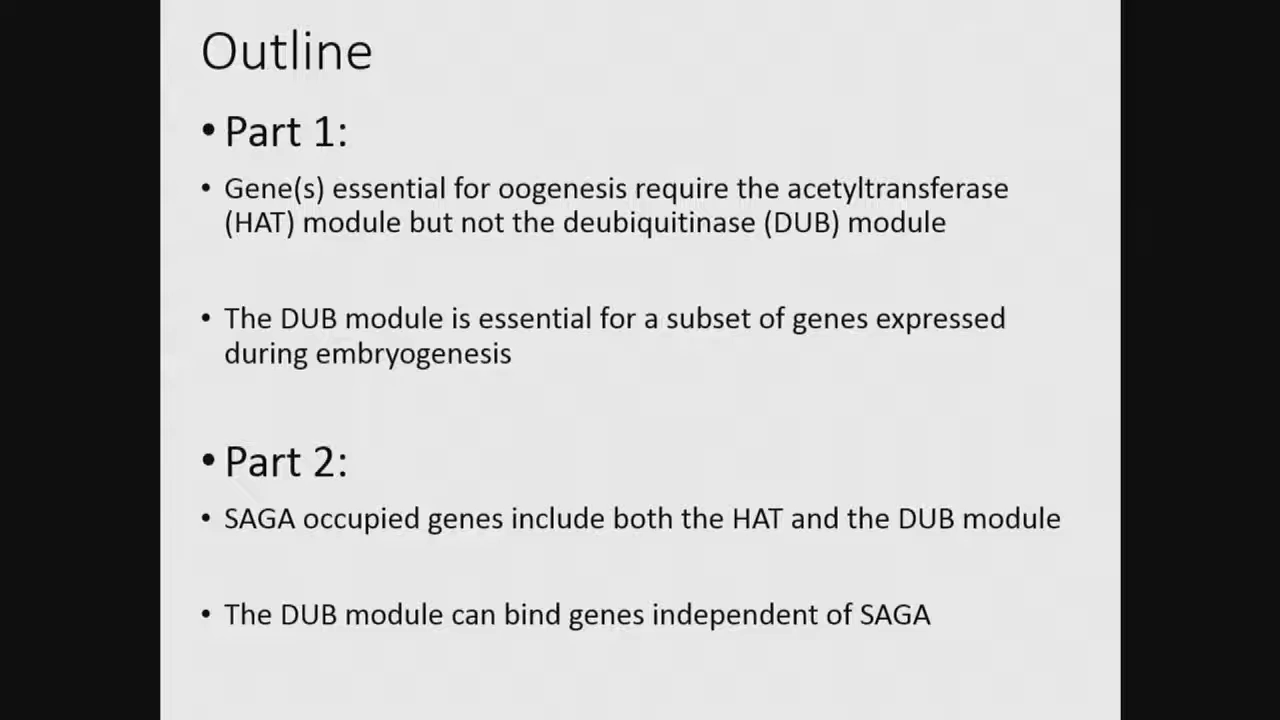 Outline
• Part 1:
• Gene(s) essential for oogenesis require the acetyltransferase
(HAT) module but not the deubiquitinase (DUB) module
• The DUB module is essential for a subset of genes expressed
during embryogenesis
• Part 2:
• SAGA occupied genes include both the HAT and the DUB module
• The DUB module can bind genes independent of SAGA